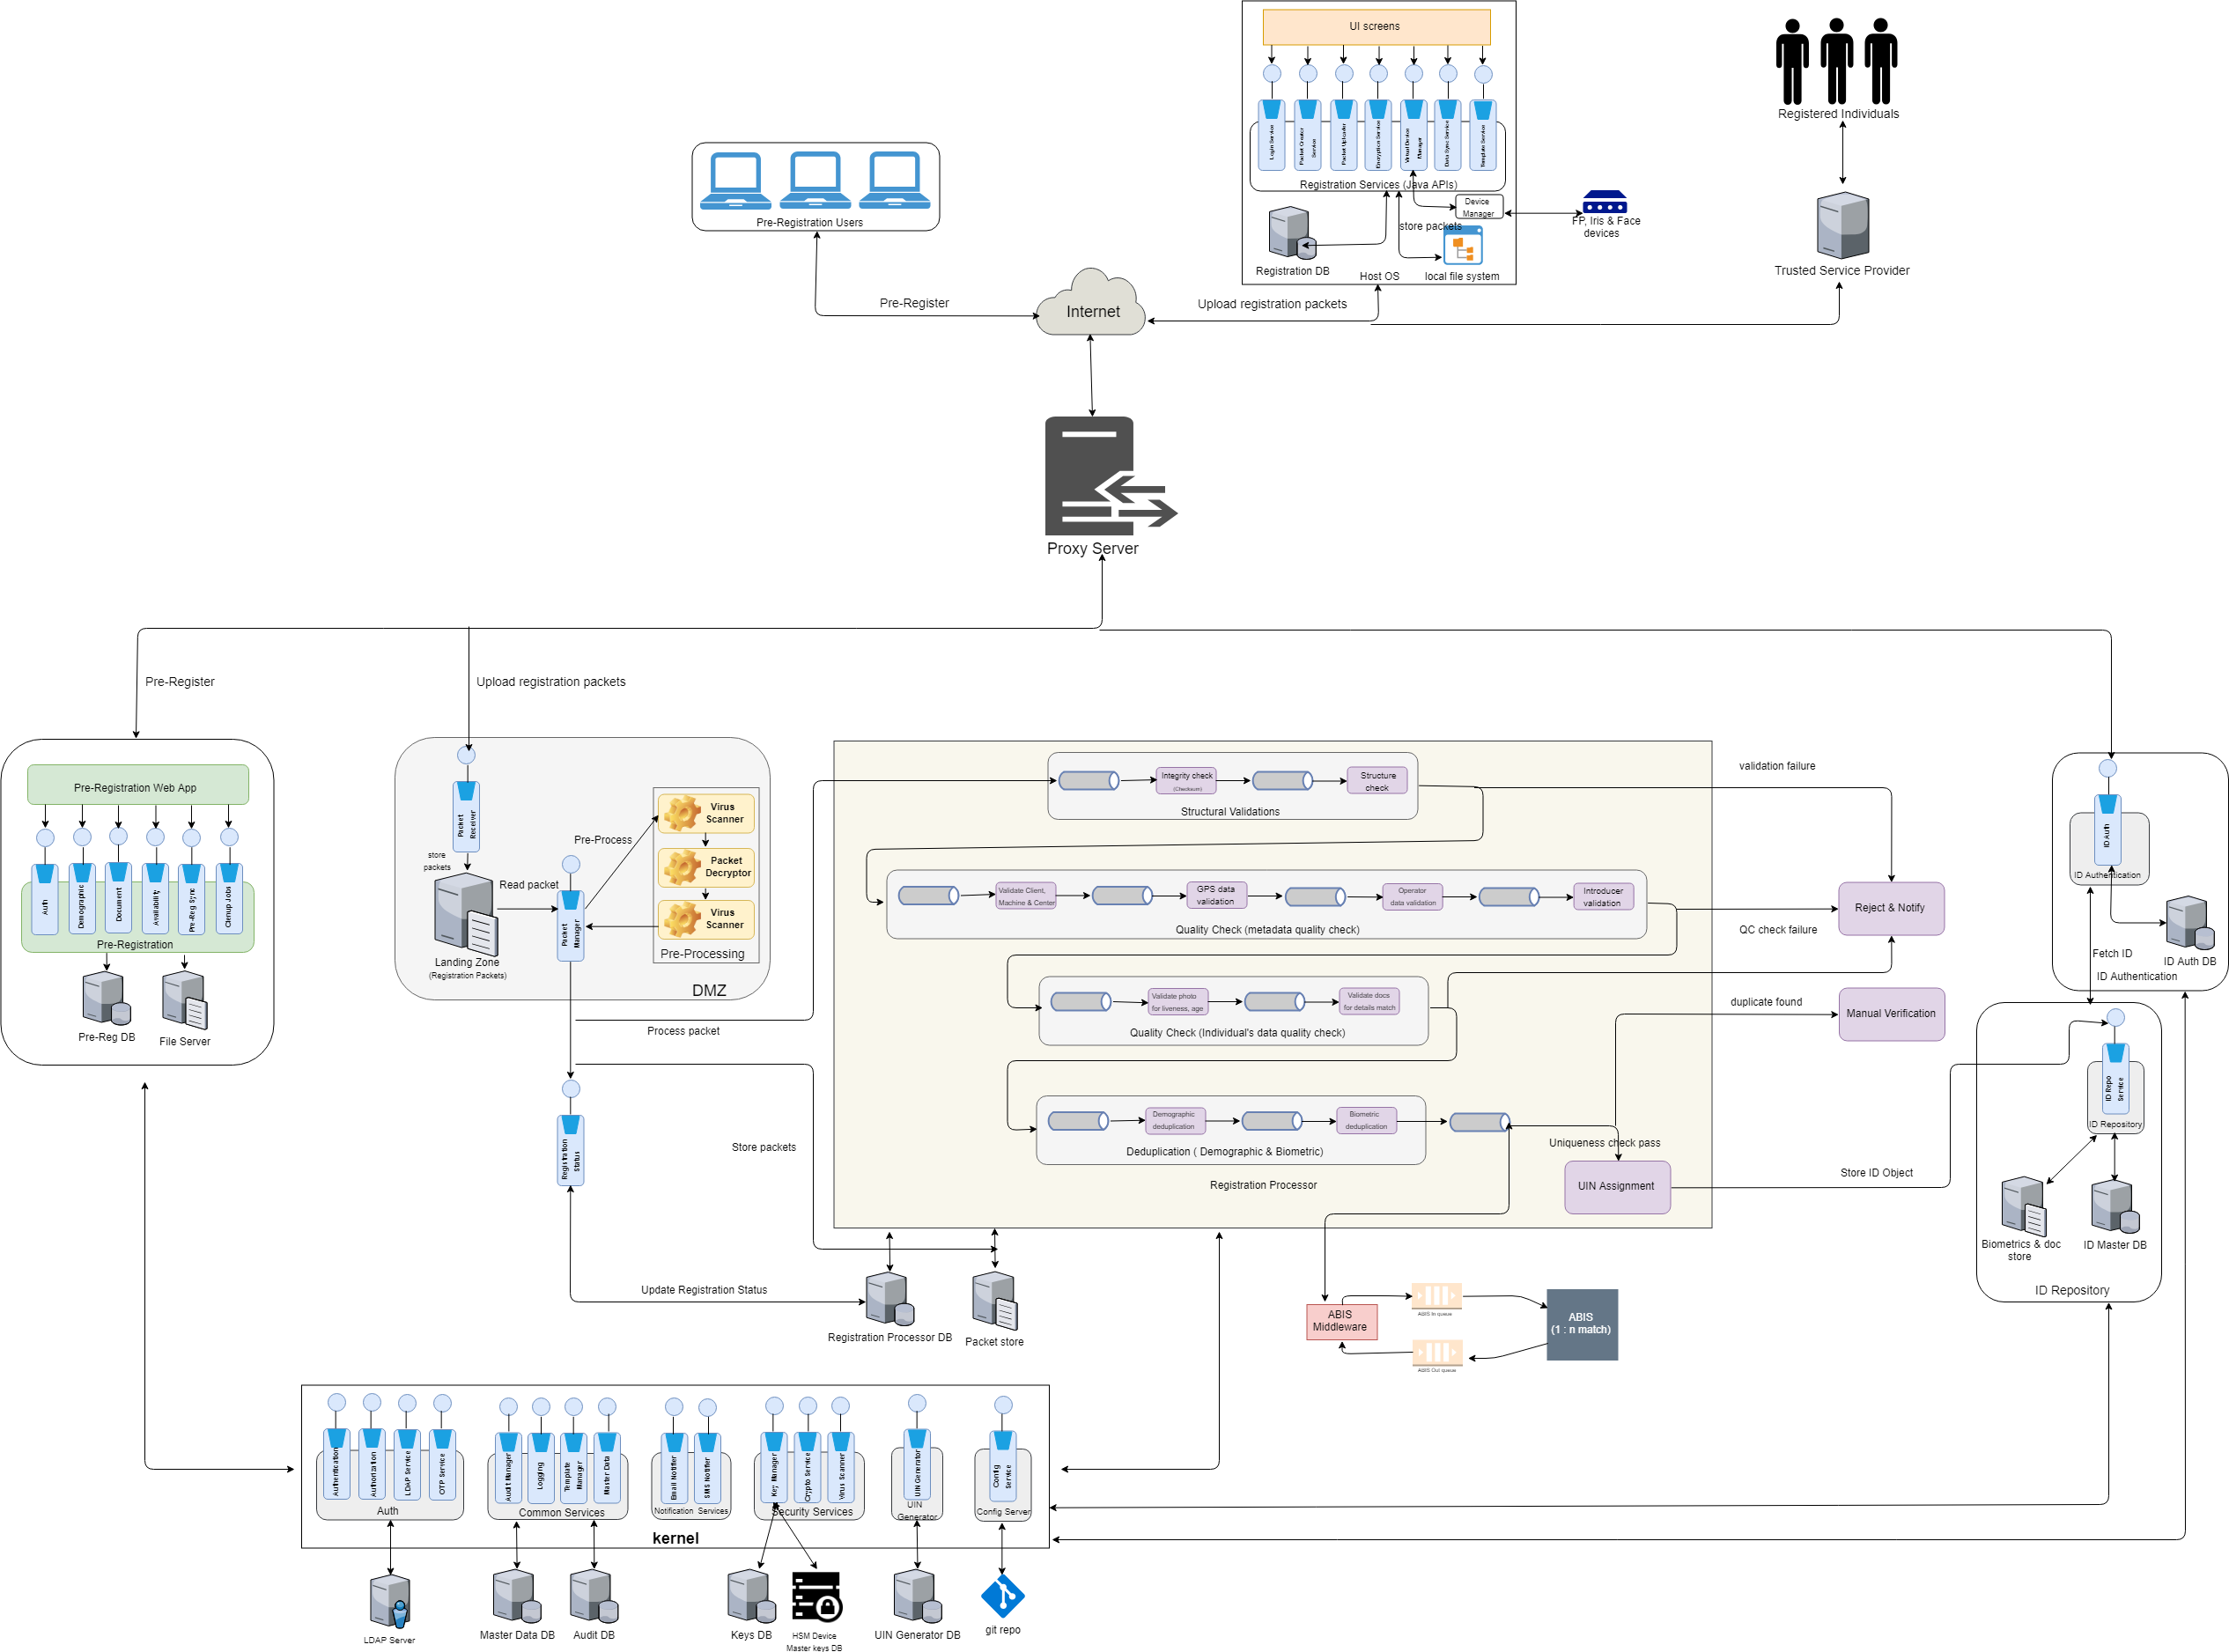 UI screens
Login Service
Packet Creator
Service
Packet Uploader
Encryption Service
Virtual Device
Manager
Data Sync Service
Template Service
Registration Services (Java APIs)
Device
Manager
store packets
Registration DB
Host OS
local file system
FP, Iris & Face
devices
Registered Individuals
Trusted Service Provider
Pre-Registration Users
Pre-Register
Internet
Upload registration packets
Proxy Server
Pre-Register
Upload registration packets
Pre-Registration Web App
Auth
Demographic
Document
Availability
Pre-Reg Sync
Clenup Jobs
Pre-Registration
Pre-Reg DB
File Server
Packet
Receiver
store
packets
Read packet
Landing Zone
(Registration Packets)
Packet
Manager
Pre-Process
Virus
Scanner
Packet
Decryptor
Virus
Scanner
Pre-Processing
DMZ
Process packet
Registration
Status
Store packets
Update Registration Status
Integrity check
(Checksum)
Structure
check
Structural Validations
Validate Client,
Machine & Center
GPS data
validation
Operator
data validation
Introducer
validation
Quality Check (metadata quality check)
Validate photo
for liveness, age
Validate docs
for details match
Quality Check (Individual's data quality check)
Demographic
deduplication
Biometric
deduplication
Deduplication ( Demographic & Biometric)
Registration Processor
Uniqueness check pass
UIN Assignment
validation failure
Reject & Notify
QC check failure
duplicate found
Manual Verification
Store ID Object
ID Auth
ID Authentication
ID Auth DB
Fetch ID
ID Authentication
ID Repo
Service
ID Repository
Biometrics & doc
store
ID Master DB
ID Repository
Registration Processor DB
Packet store
ABIS
Middleware
ABIS In queue
ABIS Out queue
ABIS
(1 : n match)
Authentication
Authorization
LDAP Service
OTP Service
Auth
Audit Manager
Logging
Template
Manager
Master Data
Common Services
Email Notifier
SMS Notifier
Notification Services
Key Manager
Crypto Service
Virus Scanner
Security Services
UIN Generator
UIN
Generator
Config
Service
Config Server
kernel
LDAP Server
Master Data DB
Audit DB
Keys DB
HSM Device
Master keys DB
UIN Generator DB
git repo